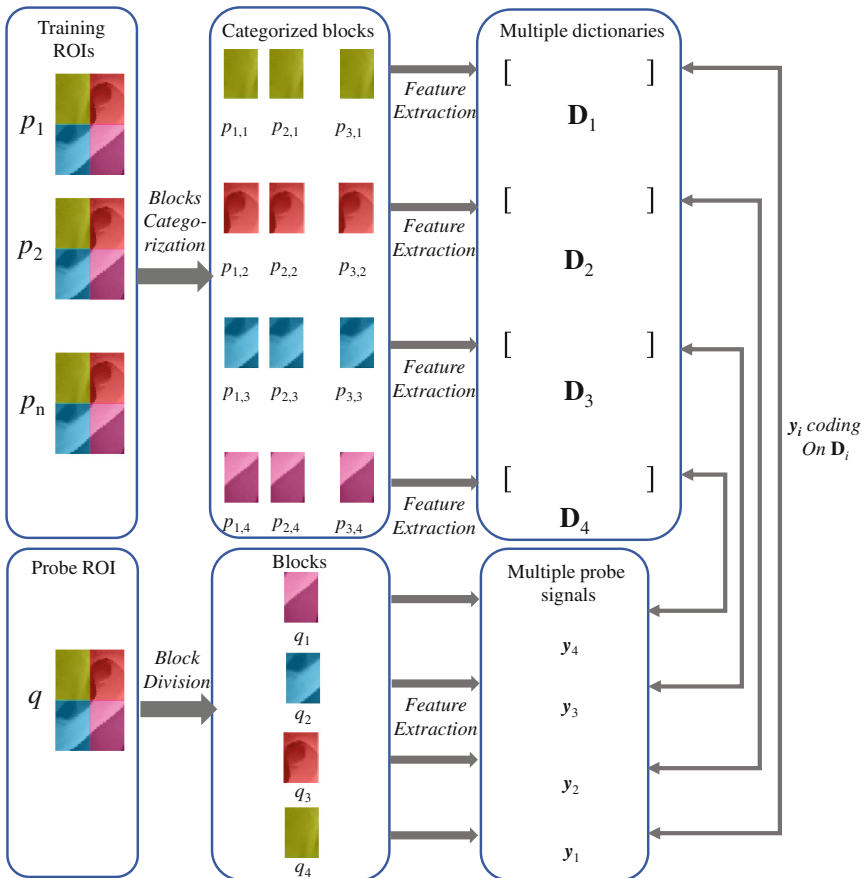 Training
ROIs
p1
p2
pn
Blocks
Catego-
rization
Categorized blocks
p1,1 p2,1 p3,1
p1,2 p2,2 p3,2
p1,3 p2,3 p3,3
p1,4 p2,4 p3,4
Feature
Extraction
Feature
Extraction
Feature
Extraction
Feature
Extraction
Multiple dictionaries
[ ]
D1
[ ]
D2
[ ]
D3
[ ]
D4
yi coding
On Di
Probe ROI
q
Block
Division
Blocks
q1
q2
q3
q4
Feature
Extraction
Multiple probe
signals
y4
y3
y2
y1